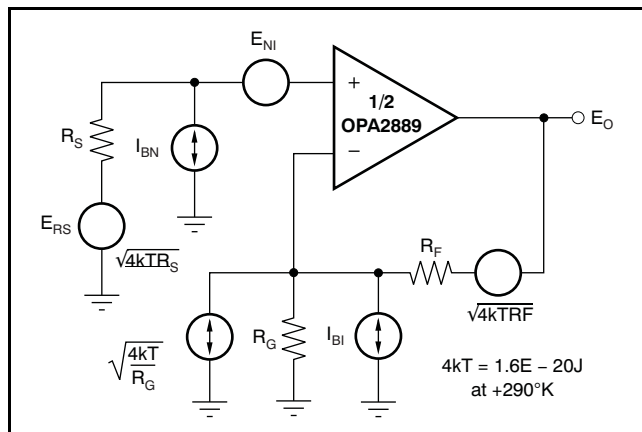 E_NI
+
1/2
OPA2889
−
E_O
R_S
I_BN
E_RS
√4kTR_S
R_F
√4kTRF
√4kT/R_G
R_G
I_BI
4kT = 1.6E − 20J
at +290°K